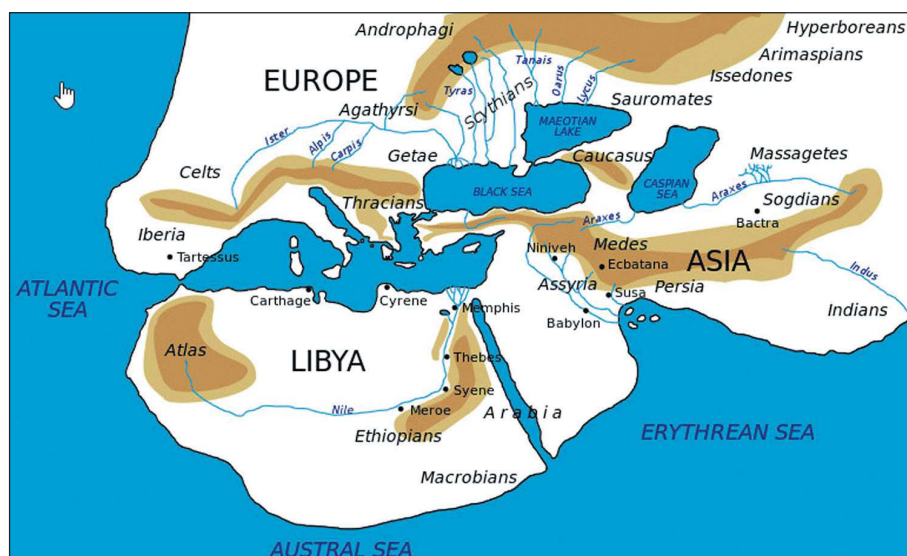 Androphagi
Hyperboreans
Arimaspians
Issedones
EUROPE
Tyras
Tanais
Oarus
Lycus
Scythians
Sauromates
Agathyrsi
MAEOTIAN
LAKE
Ister
Alpis
Carpis
Getae
Caucasus
Massagetes
Celts
BLACK SEA
CASPIAN
SEA
Araxes
Sogdians
Thracians
Araxes
Bactra
Iberia
Tartessus
Niniveh
Medes
Ecbatana
ASIA
Indus
ATLANTIC
SEA
Carthage
Cyrene
Memphis
Assyria
Susa
Persia
Babylon
Indians
Atlas
LIBYA
Thebes
Syene
Nile
Meroe
Arabia
Ethiopians
ERYTHREAN SEA
Macrobians
AUSTRAL SEA